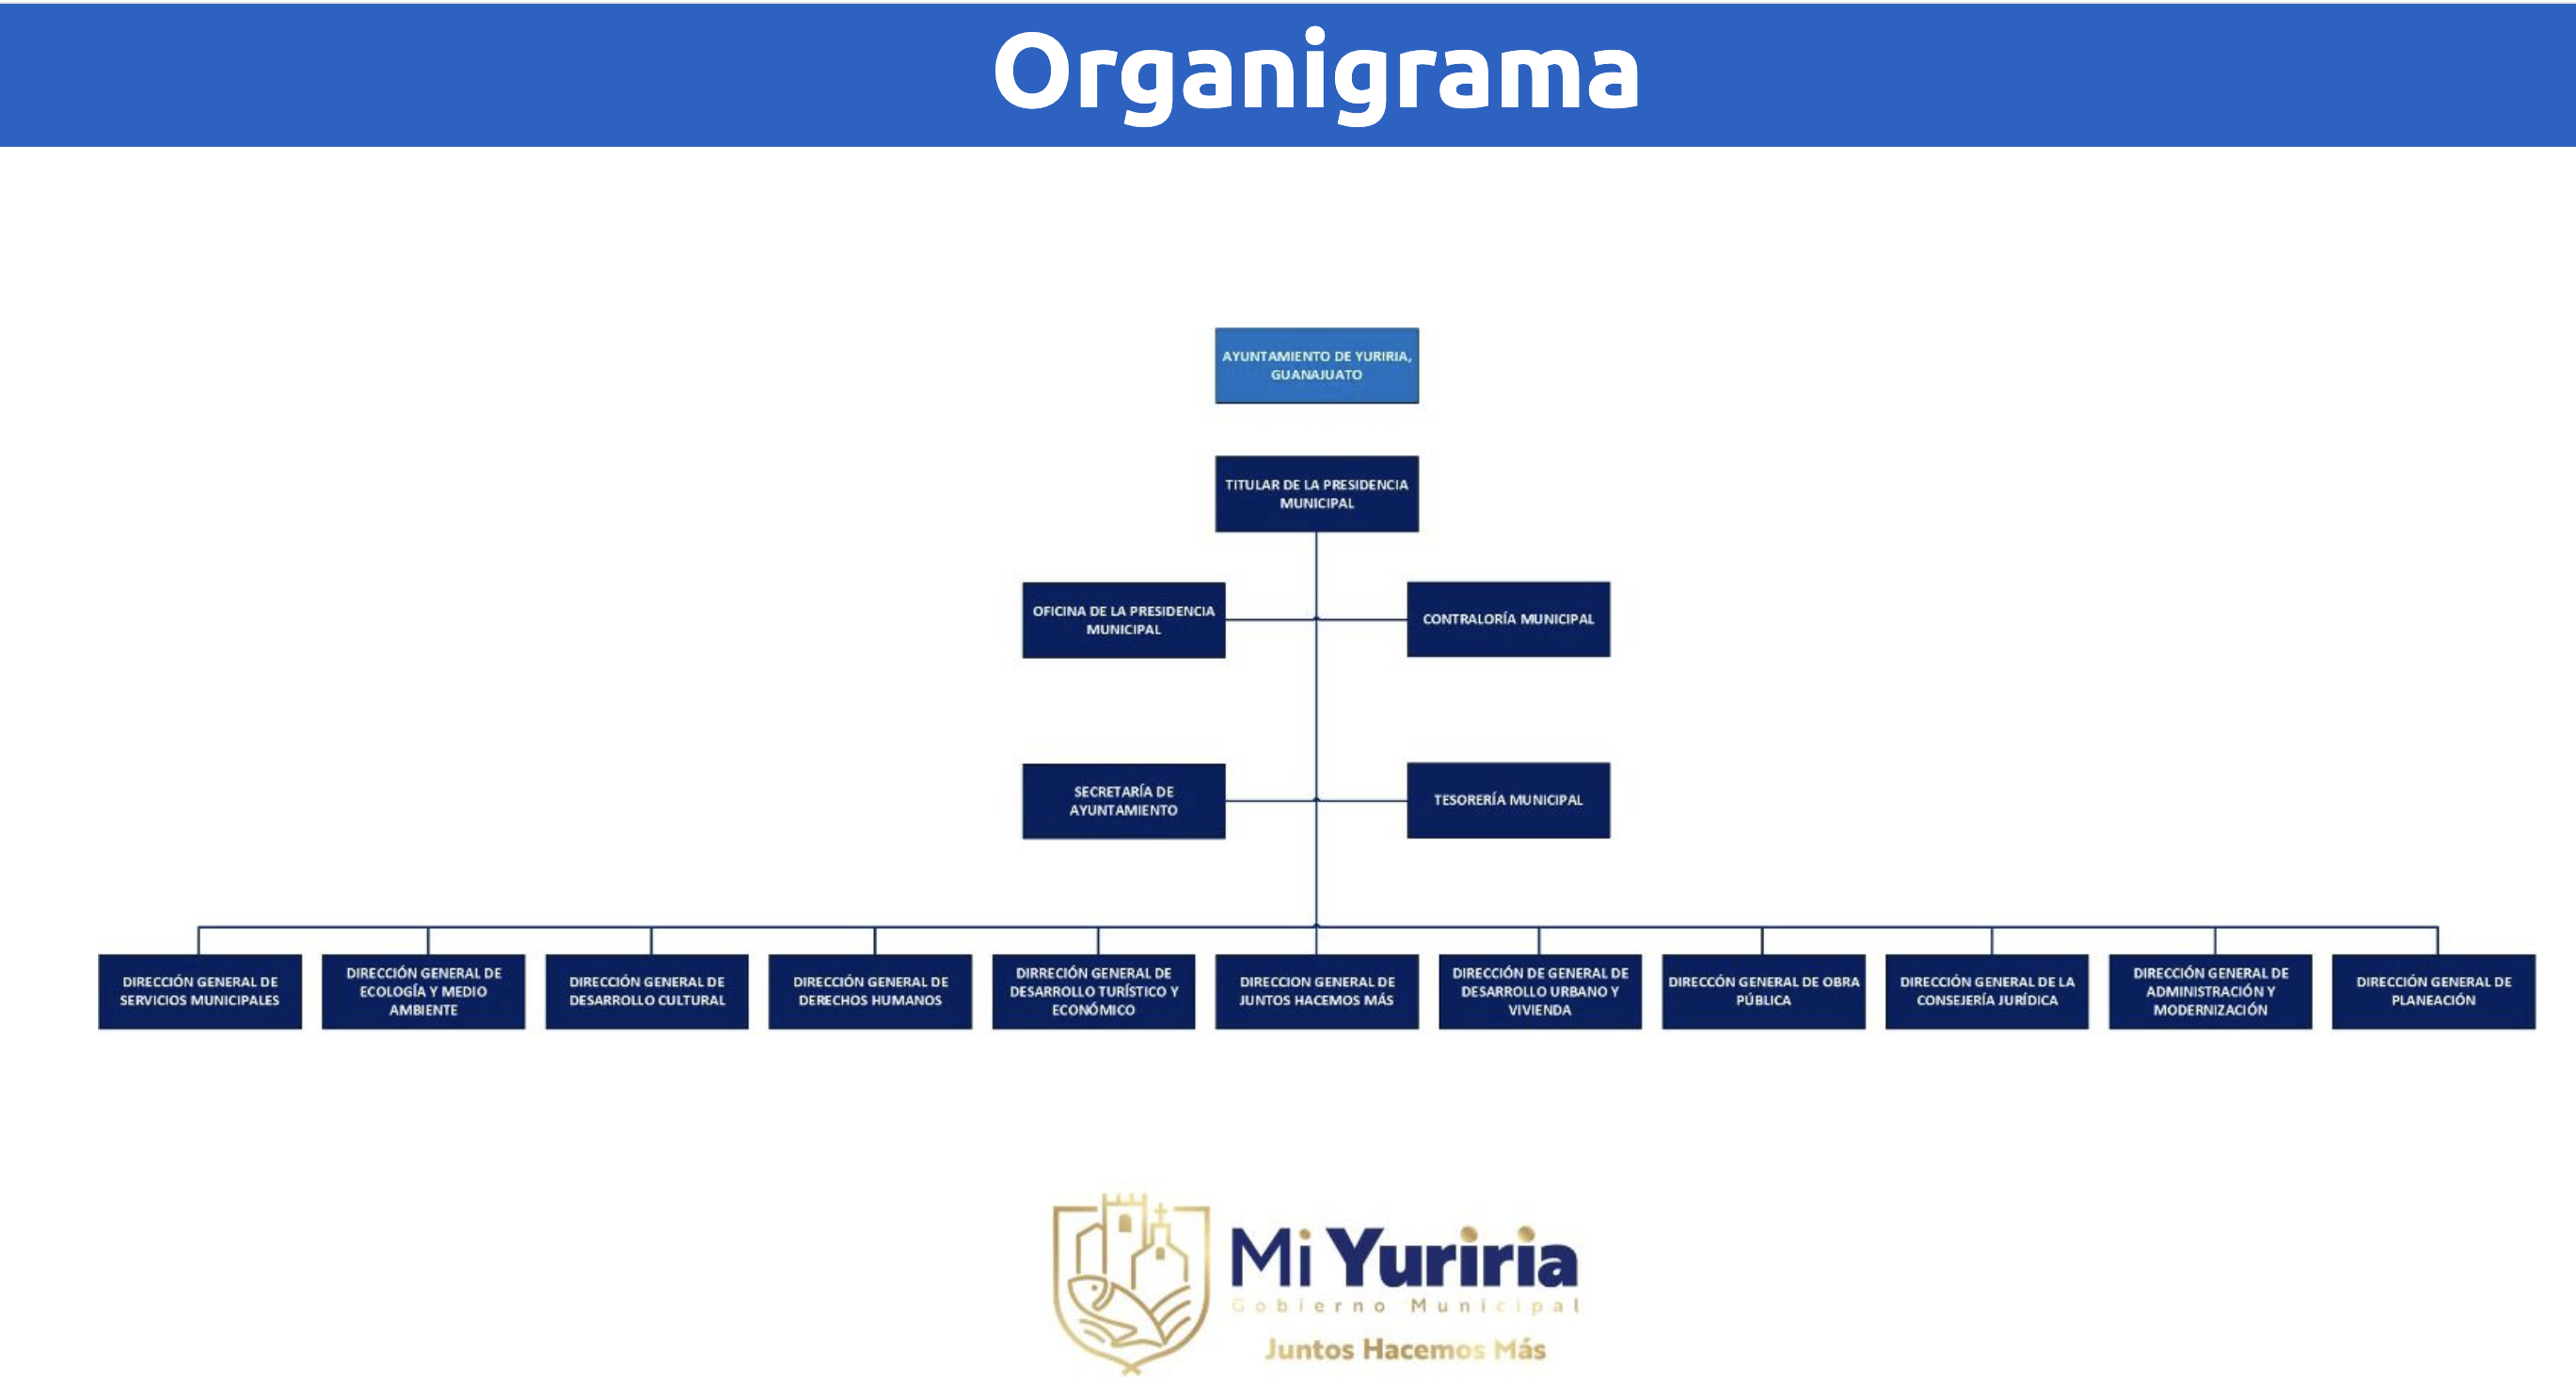 Organigrama
AYUNTAMIENTO DE YURIRIA,
GUANAJUATO
TITULAR DE LA PRESIDENCIA
MUNICIPAL
OFICINA DE LA PRESIDENCIA
MUNICIPAL
CONTRALORÍA MUNICIPAL
SECRETARÍA DE
AYUNTAMIENTO
TESORERÍA MUNICIPAL
DIRECCIÓN GENERAL DE
SERVICIOS MUNICIPALES
DIRECCIÓN GENERAL DE
ECOLOGÍA Y MEDIO
AMBIENTE
DIRECCIÓN GENERAL DE
DESARROLLO CULTURAL
DIRECCIÓN GENERAL DE
DERECHOS HUMANOS
DIRRECIÓN GENERAL DE
DESARROLLO TURÍSTICO Y
ECONÓMICO
DIRECCION GENERAL DE
JUNTOS HACEMOS MÁS
DIRECCIÓN DE GENERAL DE
DESARROLLO URBANO Y
VIVIENDA
DIRECCÓN GENERAL DE OBRA
PÚBLICA
DIRECCIÓN GENERAL DE LA
CONSEJERÍA JURÍDICA
DIRECCIÓN GENERAL DE
ADMINISTRACIÓN Y
MODERNIZACIÓN
DIRECCIÓN GENERAL DE
PLANEACIÓN
Mi Yuriria
Gobierno Municipal
Juntos Hacemos Más